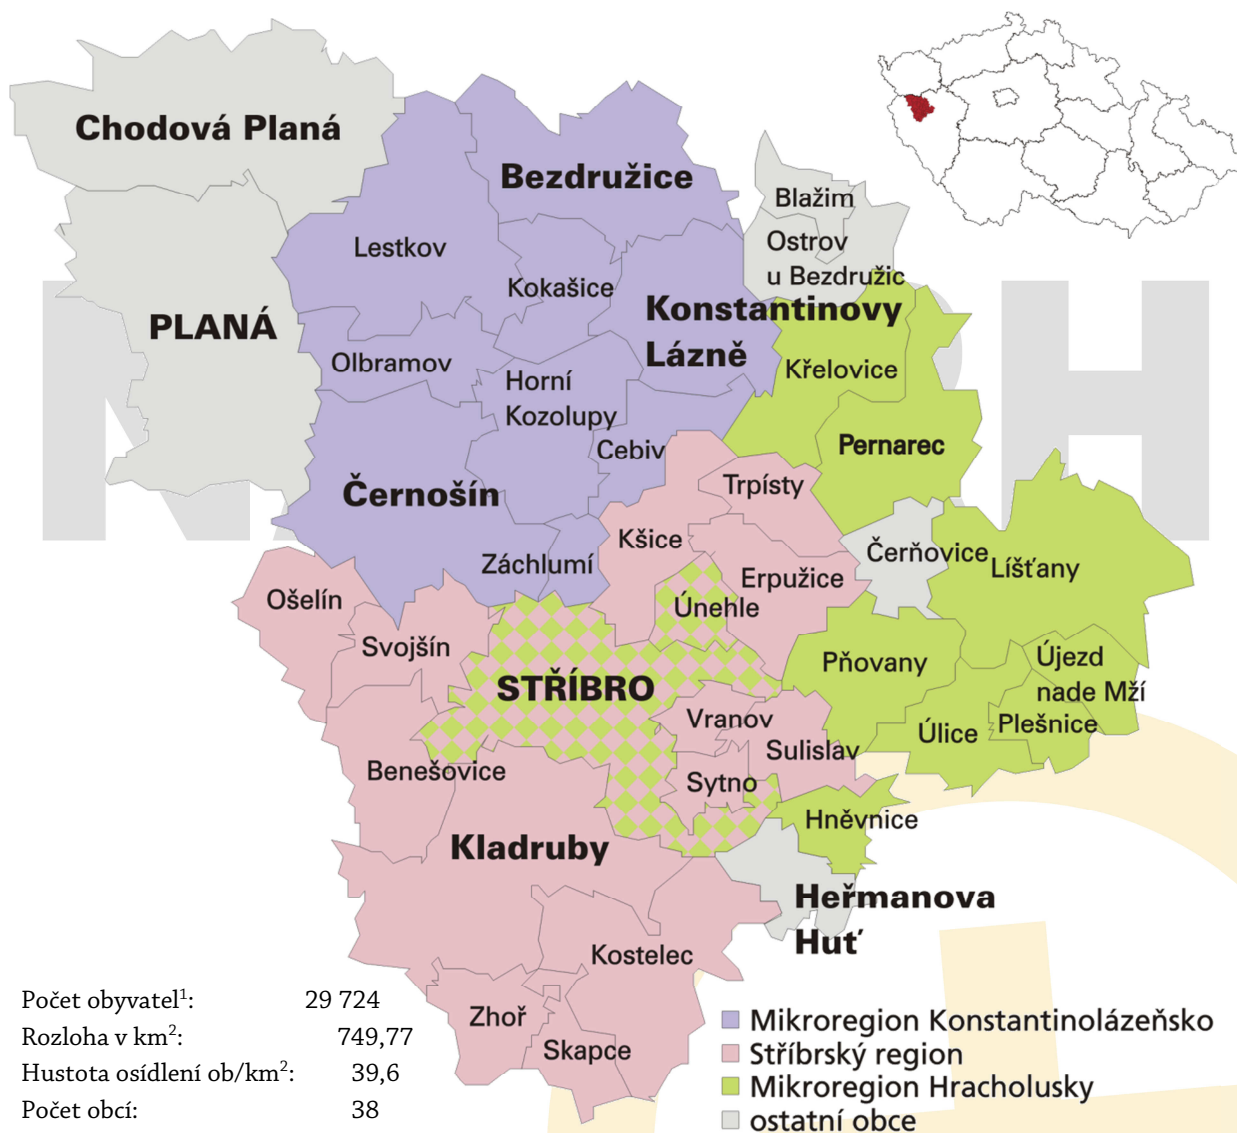 Chodová Planá
Bezdružice
Blažim
Ostrov
u Bezdružic
Lestkov
Kokašice
Konstantinovy
Lázně
PLANÁ
Olbramov
Horní
Kozolupy
Křelovice
Cebiv
Pernarec
Černošín
Trpísty
Kšice
Záchlumí
Erpužice
Čerňovice
Líšťany
Ošelín
Únehle
Svojšín
STŘÍBRO
Pňovany
Újezd
nade Mží
Vranov
Úlice
Plešnice
Sulislav
Benešovice
Sytno
Hněvnice
Kladruby
Heřmanova
Huť
Kostelec
Zhoř
Skapce
Počet obyvatel¹: 29 724
Rozloha v km²: 749,77
Hustota osídlení ob/km²: 39,6
Počet obcí: 38
Mikroregion Konstantinolázeňsko
Stříbrský region
Mikroregion Hracholusky
ostatní obce